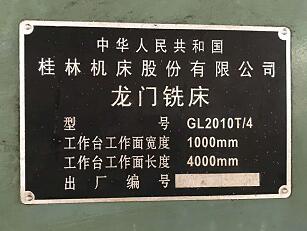 中华人民共和国
桂林机床股份有限公司
龙门铣床
型号 GL2010T/4
工作台工作面宽度 1000mm
工作台工作面长度 4000mm
出厂编号